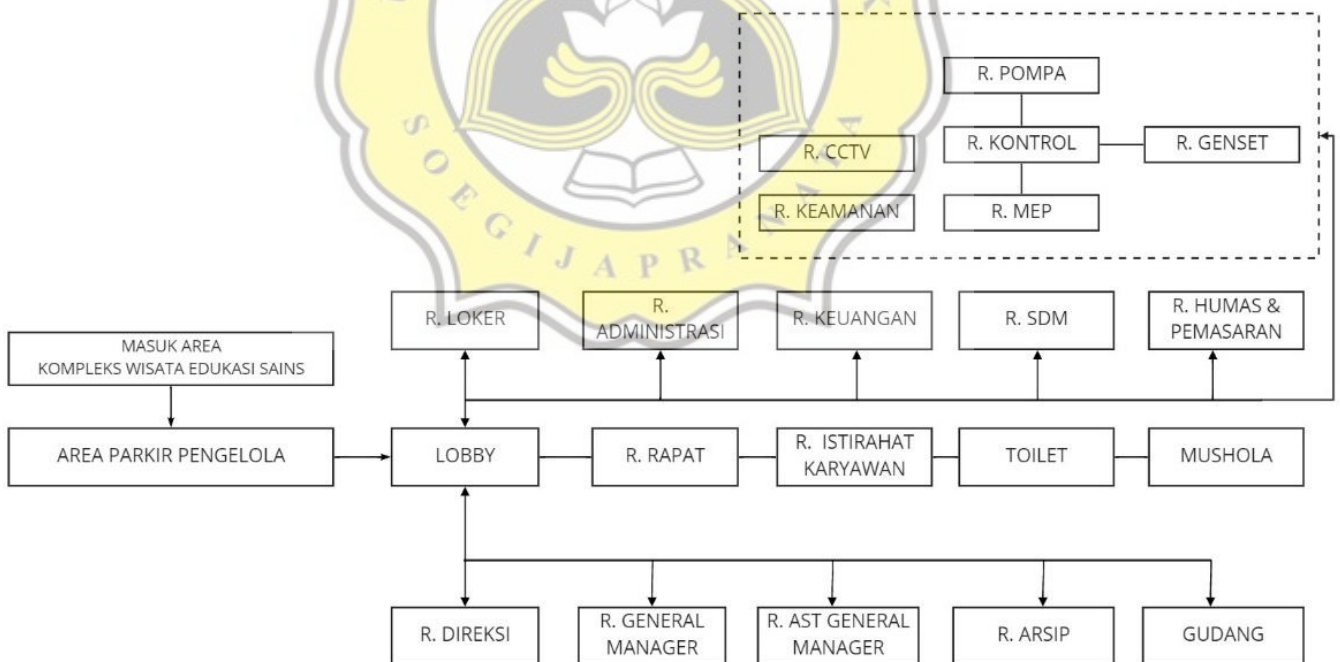 SOEGIJAPRANATA
R. POMPA
R. CCTV
R. KONTROL
R. GENSET
R. KEAMANAN
R. MEP
R. LOKER
R.
ADMINISTRASI
R. KEUANGAN
R. SDM
R. HUMAS &
PEMASARAN
MASUK AREA
KOMPLEKS WISATA EDUKASI SAINS
AREA PARKIR PENGELOLA
LOBBY
R. RAPAT
R. ISTIRAHAT
KARYAWAN
TOILET
MUSHOLA
R. DIREKSI
R. GENERAL
MANAGER
R. AST GENERAL
MANAGER
R. ARSIP
GUDANG